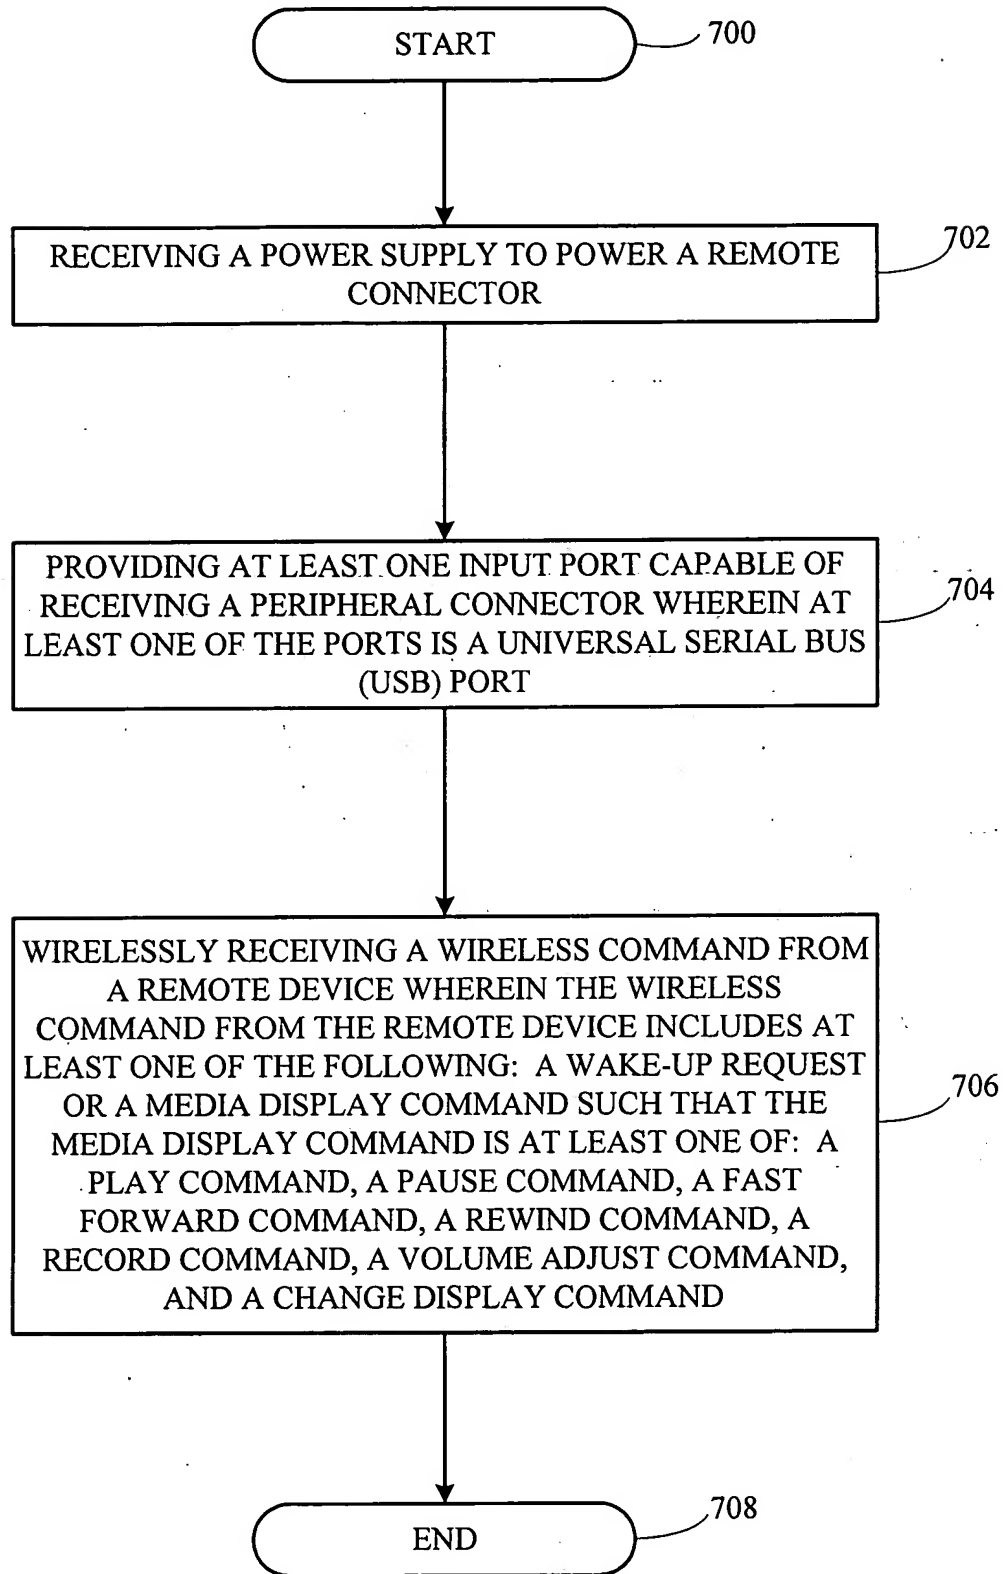 START
700
RECEIVING A POWER SUPPLY TO POWER A REMOTE
CONNECTOR
702
PROVIDING AT LEAST ONE INPUT PORT CAPABLE OF
RECEIVING A PERIPHERAL CONNECTOR WHEREIN AT
LEAST ONE OF THE PORTS IS A UNIVERSAL SERIAL BUS
(USB) PORT
704
WIRELESSLY RECEIVING A WIRELESS COMMAND FROM
A REMOTE DEVICE WHEREIN THE WIRELESS
COMMAND FROM THE REMOTE DEVICE INCLUDES AT
LEAST ONE OF THE FOLLOWING: A WAKE-UP REQUEST
OR A MEDIA DISPLAY COMMAND SUCH THAT THE
MEDIA DISPLAY COMMAND IS AT LEAST ONE OF: A
PLAY COMMAND, A PAUSE COMMAND, A FAST
FORWARD COMMAND, A REWIND COMMAND, A
RECORD COMMAND, A VOLUME ADJUST COMMAND,
AND A CHANGE DISPLAY COMMAND
706
END
708